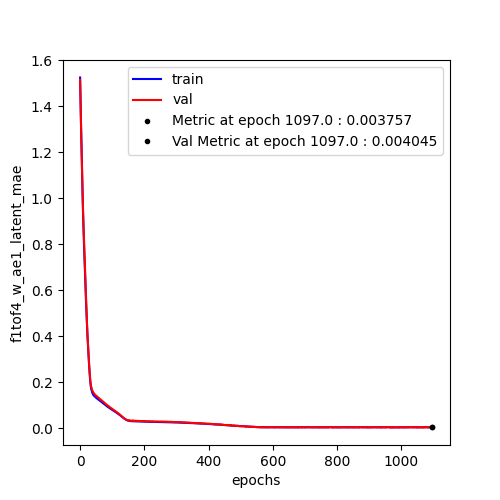 train
val
Metric at epoch 1097.0 : 0.003757
Val Metric at epoch 1097.0 : 0.004045
f1tof4_w_ae1_latent_mae
1.6
1.4
1.2
1.0
0.8
0.6
0.4
0.2
0.0
0 200 400 600 800 1000
epochs